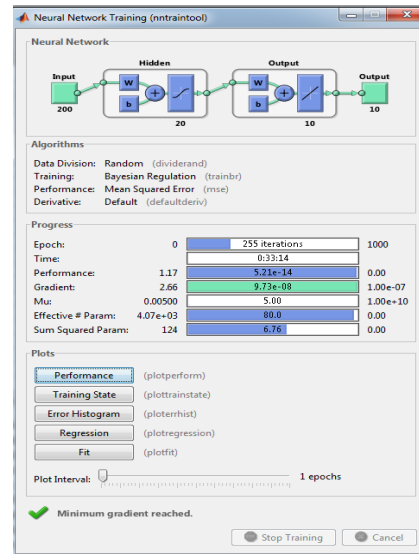 Neural Network Training (nntraintool)
Neural Network
Hidden Output
Input Output
W W
b b
200 20 10 10
Algorithms
Data Division: Random (dividerand)
Training: Bayesian Regulation (trainbr)
Performance: Mean Squared Error (mse)
Derivative: Default (defaultderiv)
Progress
Epoch: 0 255 iterations 1000
Time: 0:33:14
Performance: 1.17 5.21e-14 0.00
Gradient: 2.66 9.73e-08 1.00e-07
Mu: 0.00500 5.00 1.00e+10
Effective # Param: 4.07e+03 80.0 0.00
Sum Squared Param: 124 6.76 0.00
Plots
Performance (plotperform)
Training State (plottrainstate)
Error Histogram (ploterrhist)
Regression (plotregression)
Fit (plotfit)
Plot Interval: 1 epochs
Minimum gradient reached.
Stop Training Cancel